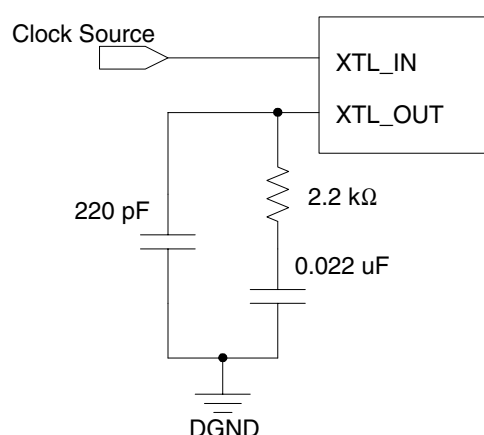 Clock Source
XTL_IN
XTL_OUT
220 pF
2.2 kΩ
0.022 uF
DGND